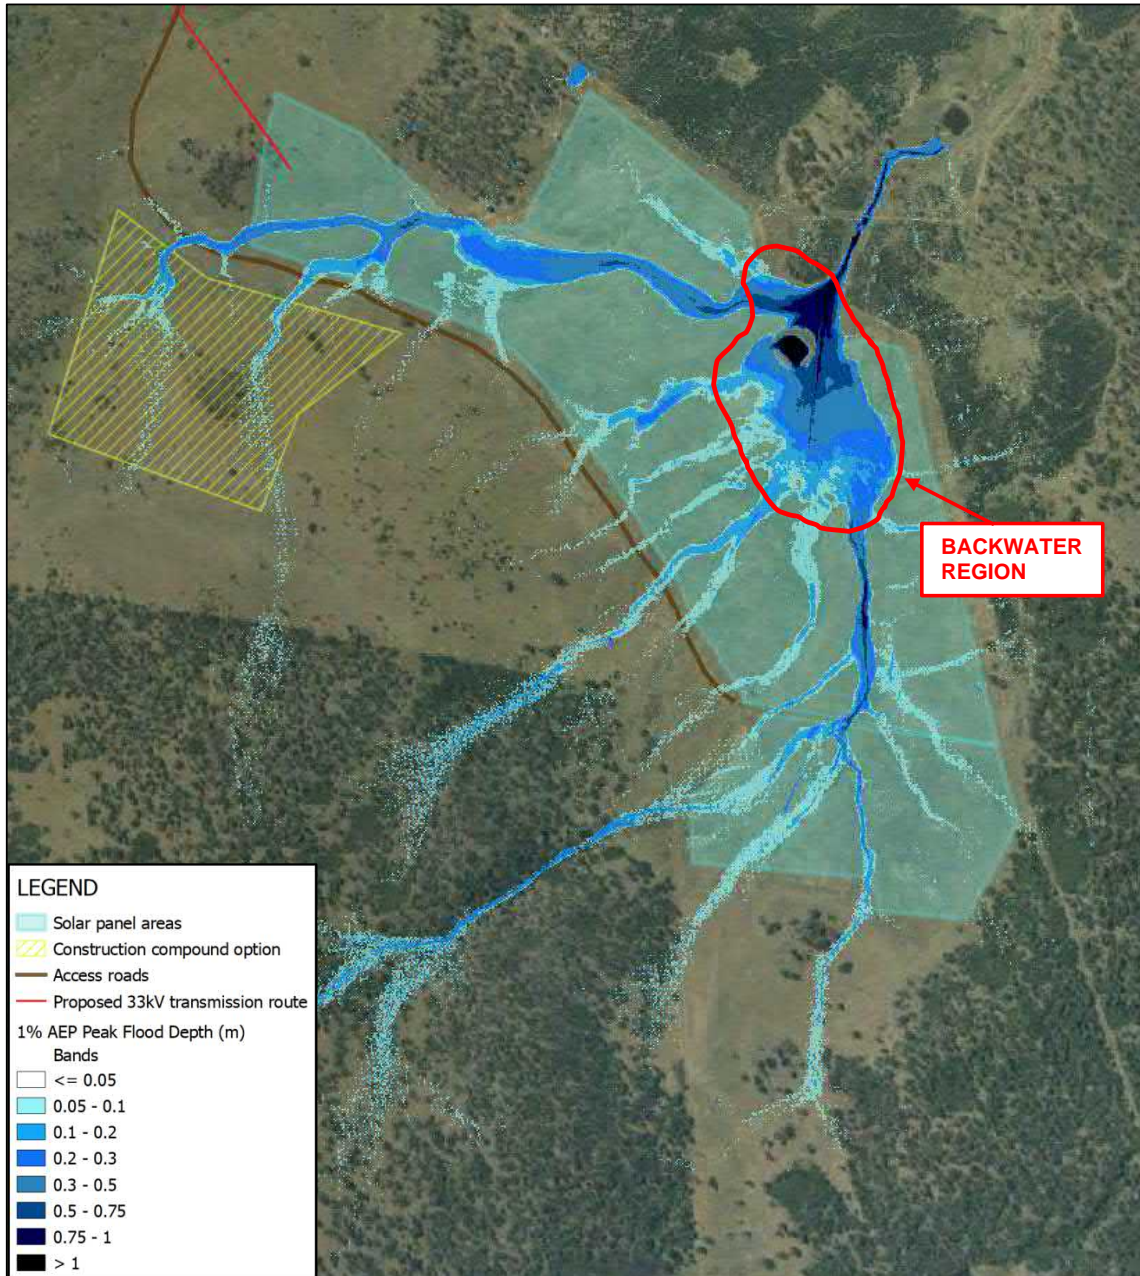 BACKWATER
REGION
LEGEND
Solar panel areas
Construction compound option
Access roads
Proposed 33kV transmission route
1% AEP Peak Flood Depth (m)
Bands
<= 0.05
0.05 - 0.1
0.1 - 0.2
0.2 - 0.3
0.3 - 0.5
0.5 - 0.75
0.75 - 1
> 1